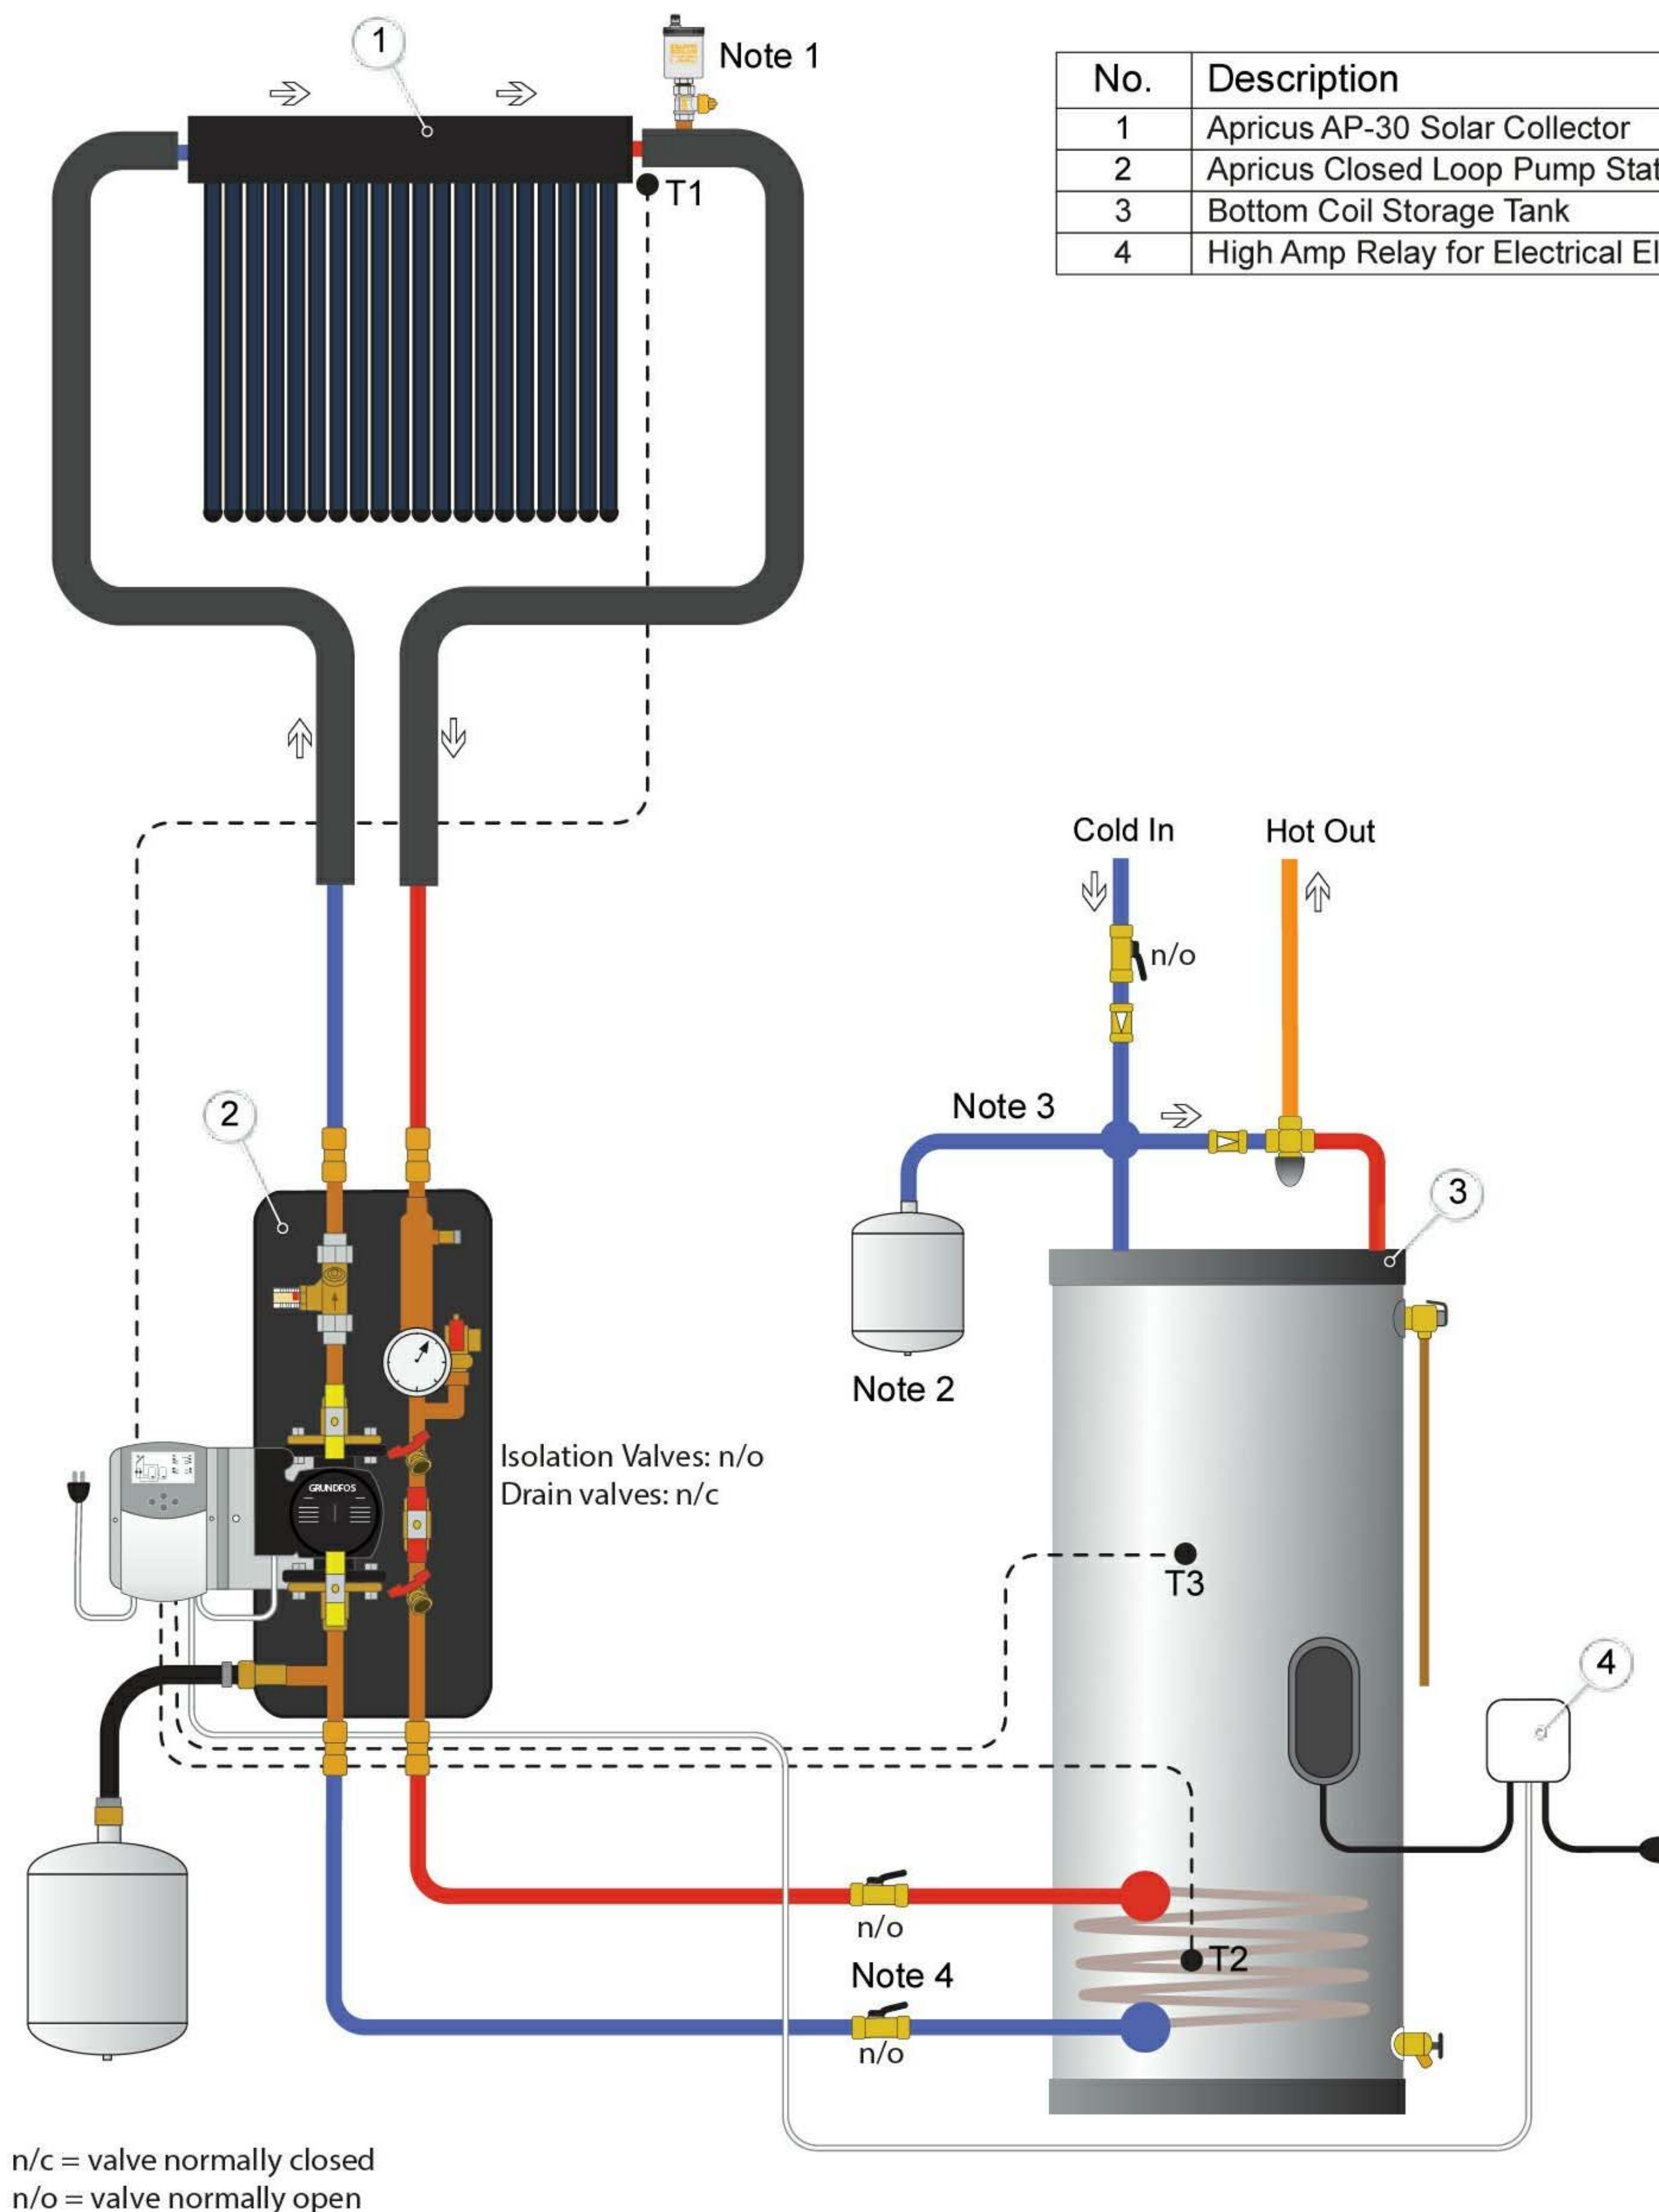 1
Note 1
No. Description
1 Apricus AP-30 Solar Collector
2 Apricus Closed Loop Pump
3 Bottom Coil Storage Tank
4 High Amp Relay for Electrical
T1
Cold In
Hot Out
n/o
2
Note 3
3
Note 2
Isolation Valves: n/o
Drain valves: n/c
GRUNDFOS
T3
4
n/o
T2
Note 4
n/o
n/c = valve normally closed
n/o = valve normally open